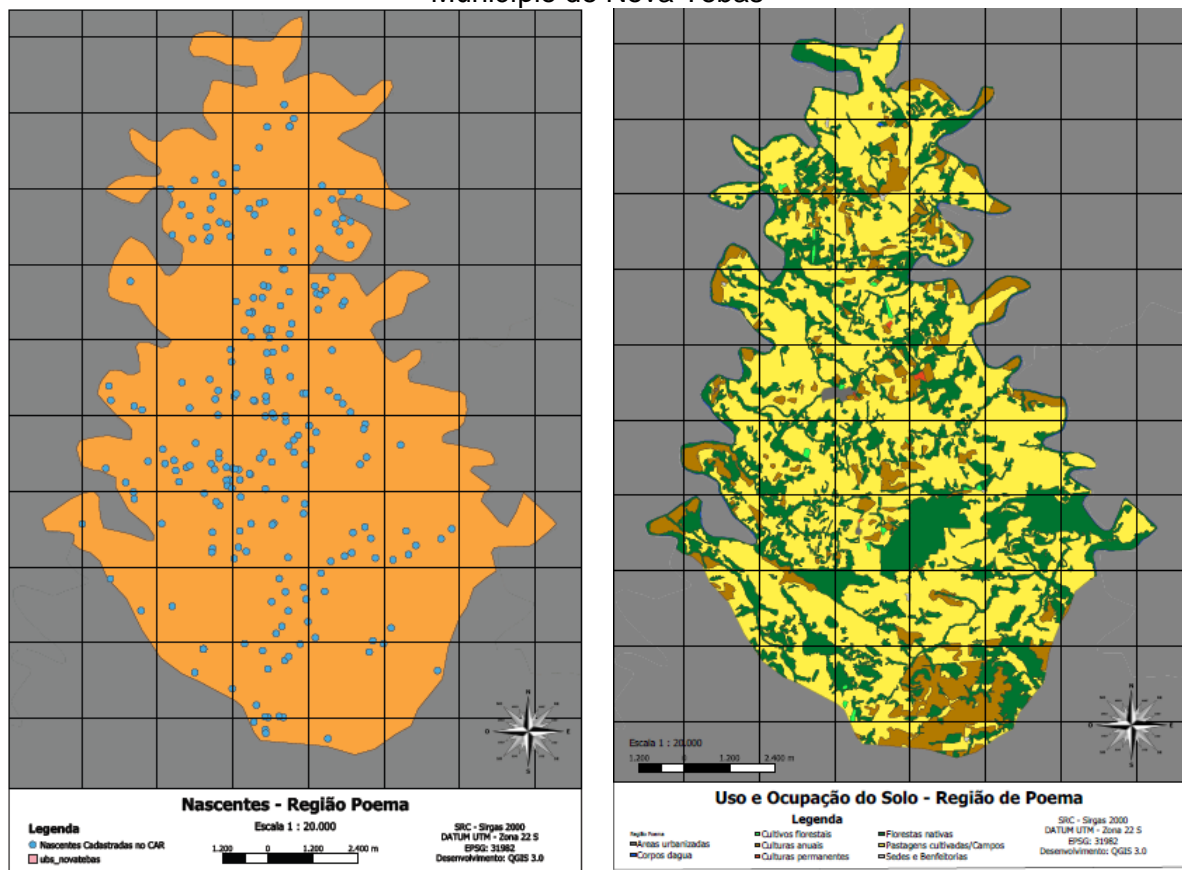 Município de Nova Tebas
Nascentes - Região Poema
Legenda
Nascentes Cadastradas no CAR
ubs_novatebas
Escala 1 : 20.000
1.200 0 1.200 2.400 m
SRC - Sirgas 2000
DATUM UTM - Zona 22 S
EPSG: 31982
Desenvolvimento: QGIS 3.0
N
O E
S
Escala 1 : 20.000
1.200 0 1.200 2.400 m
N
O E
S
Uso e Ocupação do Solo - Região de Poema
Legenda
Região Poema
Áreas urbanizadas
Corpos dagua
Cultivos florestais
Culturas anuais
Culturas permanentes
Florestas nativas
Pastagens cultivadas/Campos
Sedes e Benfeitorias
SRC - Sirgas 2000
DATUM UTM - Zona 22 S
EPSG: 31982
Desenvolvimento: QGIS 3.0